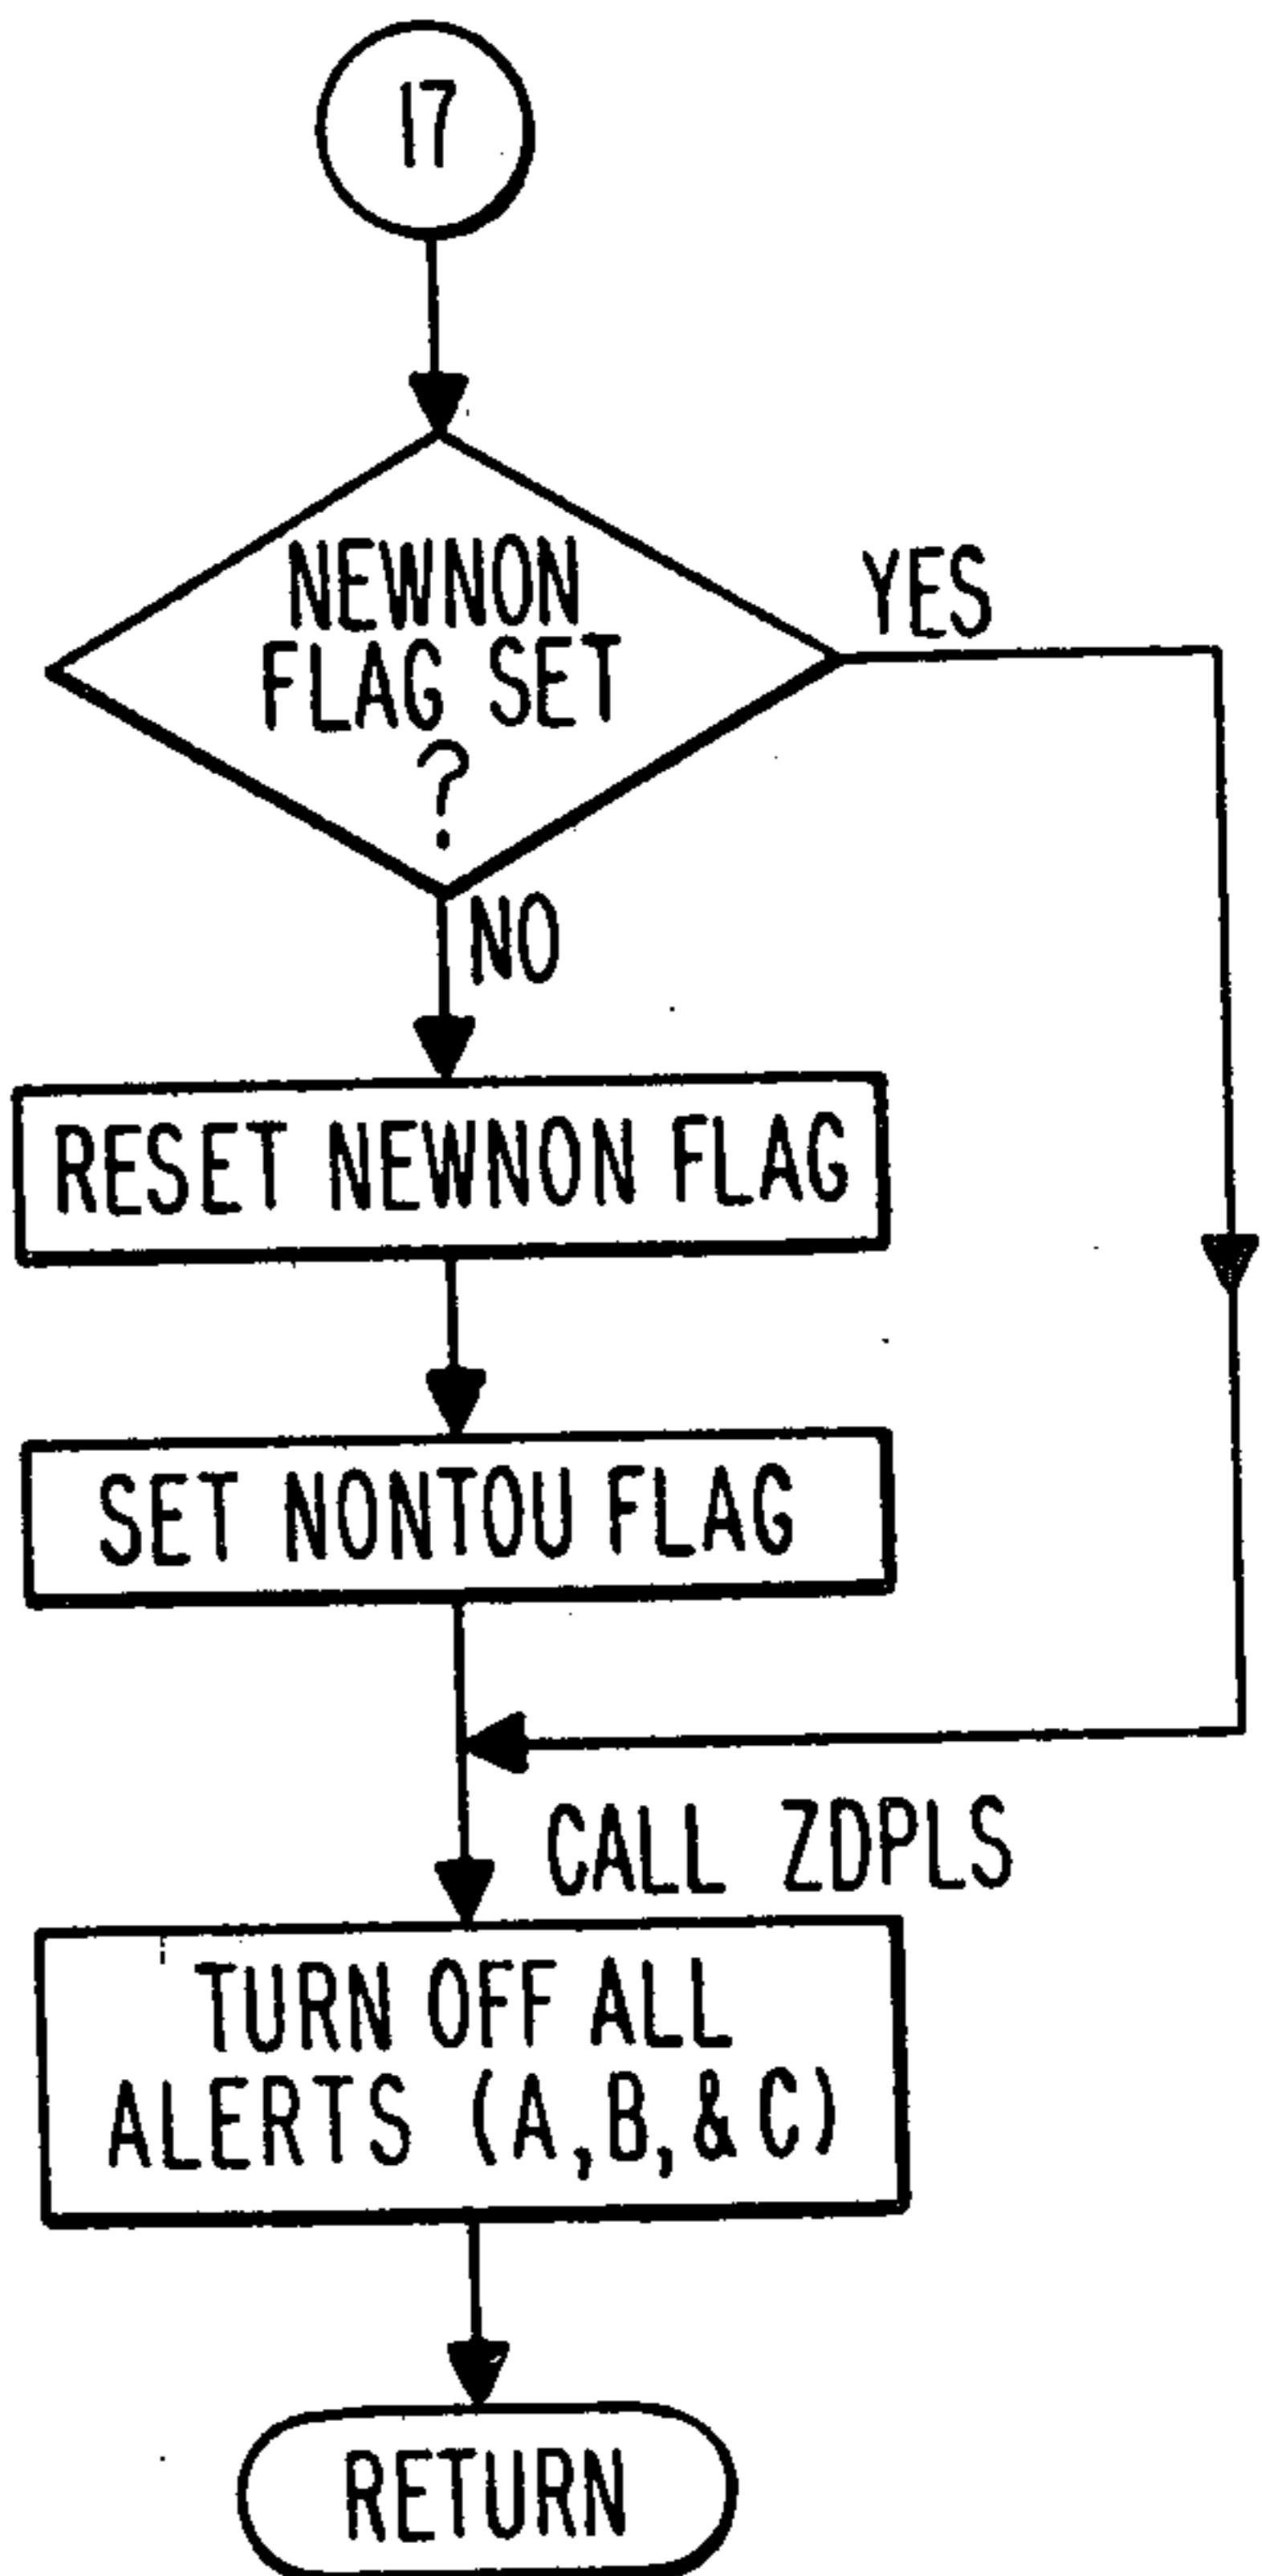 17
NEWNON
FLAG SET
?
YES
NO
RESET NEWNON FLAG
SET NONTOU FLAG
CALL ZDPLS
TURN OFF ALL
ALERTS (A,B,& C)
RETURN